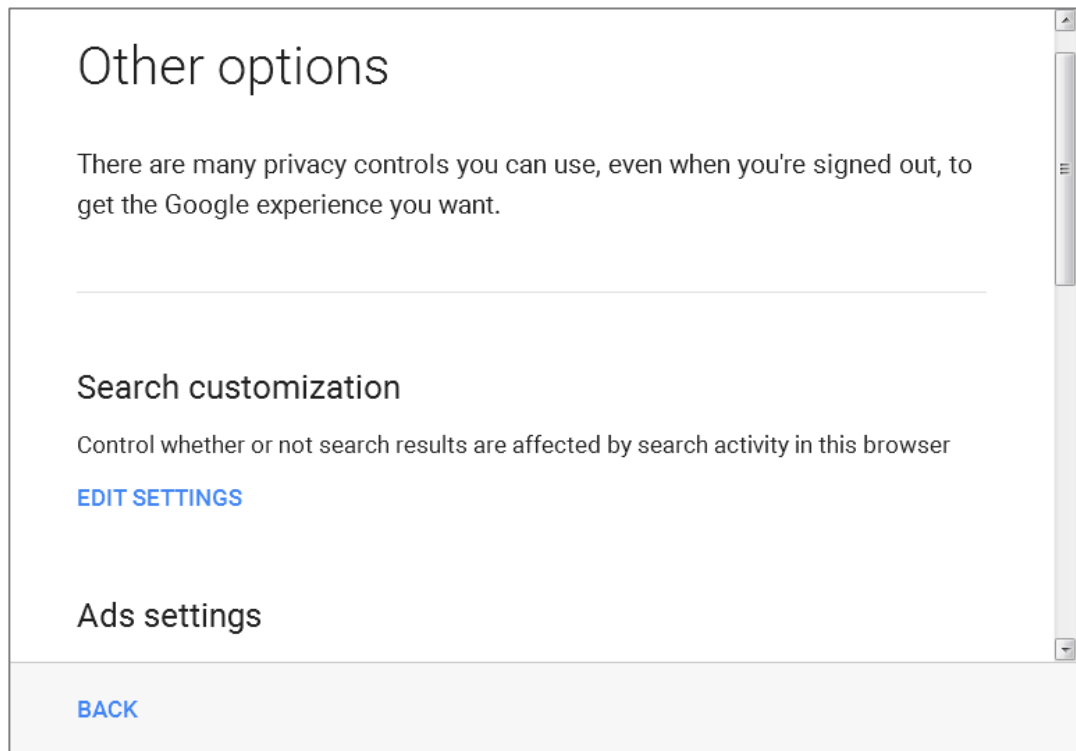 Other options
There are many privacy controls you can use, even when you're signed out, to
get the Google experience you want.
Search customization
Control whether or not search results are affected by search activity in this browser
EDIT SETTINGS
Ads settings
BACK